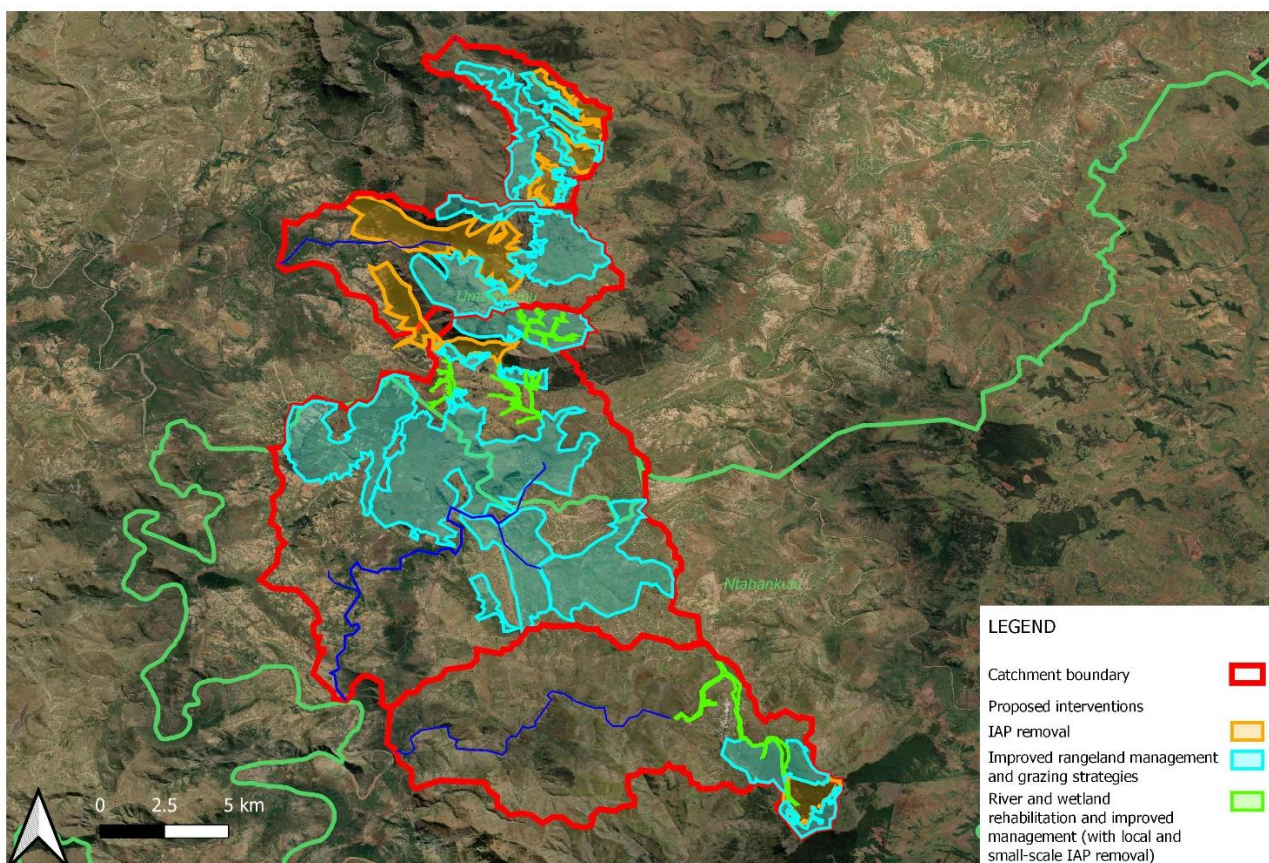 Ntabankulu
LEGEND
Catchment boundary
Proposed interventions
IAP removal
Improved rangeland management
and grazing strategies
River and wetland
rehabilitation and improved
management (with local and
small-scale IAP removal)
0 2.5 5 km